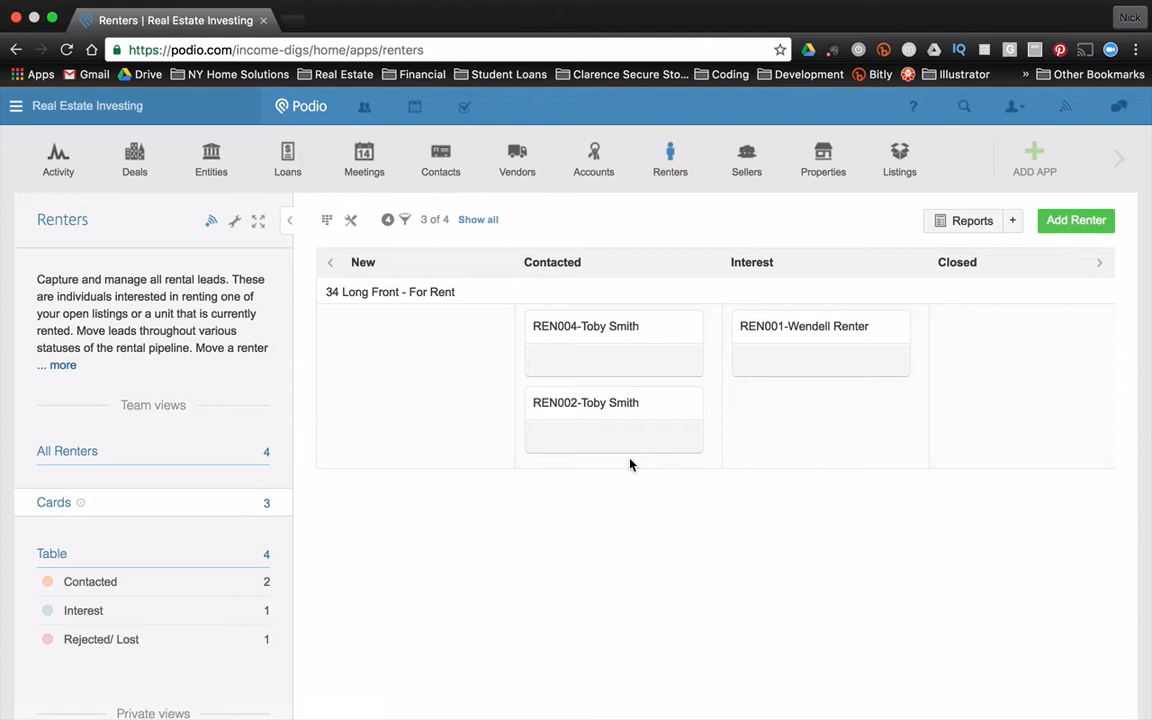 Renters | Real Estate Investing
Nick
https://podio.com/income-digs/home/apps/renters
Apps Gmail Drive NY Home Solutions Real Estate Financial Student Loans Clarence Secure Sto... Coding Development Bitly Illustrator » Other Bookmarks
Real Estate Investing Podio ?
Activity Deals Entities Loans 14 Meetings Contacts Vendors Accounts Renters Sellers Properties Listings ADD APP
Renters
4 3 of 4 Show all Reports + Add Renter
New Contacted Interest Closed
34 Long Front - For Rent
REN004-Toby Smith REN001-Wendell Renter
REN002-Toby Smith
Capture and manage all rental leads. These
are individuals interested in renting one of
your open listings or a unit that is currently
rented. Move leads throughout various
statuses of the rental pipeline. Move a renter
... more
Team views
All Renters 4
Cards 3
Table 4
Contacted 2
Interest 1
Rejected/ Lost 1
Private views